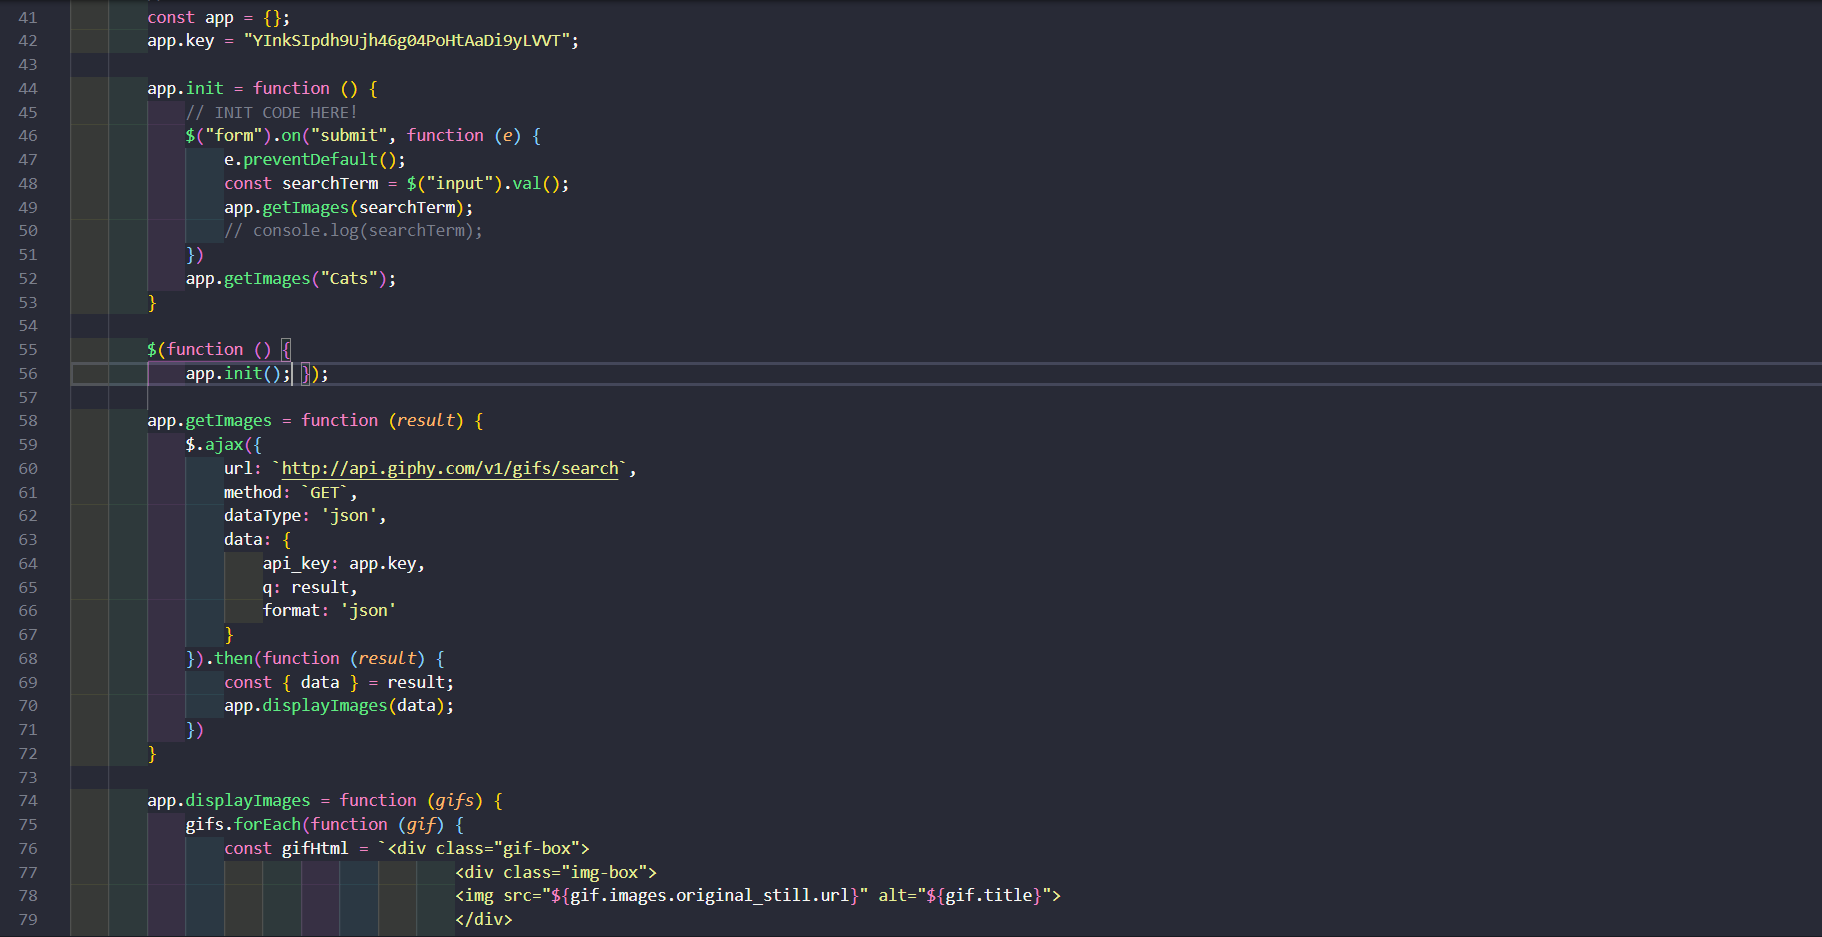 41 const app = {};
42 app.key = "YInkSIpdh9Ujh46g04PoHtAaDi9yLVVT";
43
44 app.init = function () {
45 // INIT CODE HERE!
46 $("form").on("submit", function (e) {
47 e.preventDefault();
48 const searchTerm = $("input").val();
49 app.getImages(searchTerm);
50 // console.log(searchTerm);
51 })
52 app.getImages("Cats");
53 }
54
55 $(function () {
56 app.init(); });
57
58 app.getImages = function (result) {
59 $.ajax({
60 url: `http://api.giphy.com/v1/gifs/search`,
61 method: `GET`,
62 dataType: 'json',
63 data: {
64 api_key: app.key,
65 q: result,
66 format: 'json'
67 }
68 }).then(function (result) {
69 const { data } = result;
70 app.displayImages(data);
71 })
72 }
73
74 app.displayImages = function (gifs) {
75 gifs.forEach(function (gif) {
76 const gifHtml = `<div class="gif-box">
77 <div class="img-box">
78 <img src="${gif.images.original_still.url}" alt="${gif.title}">
79 </div>